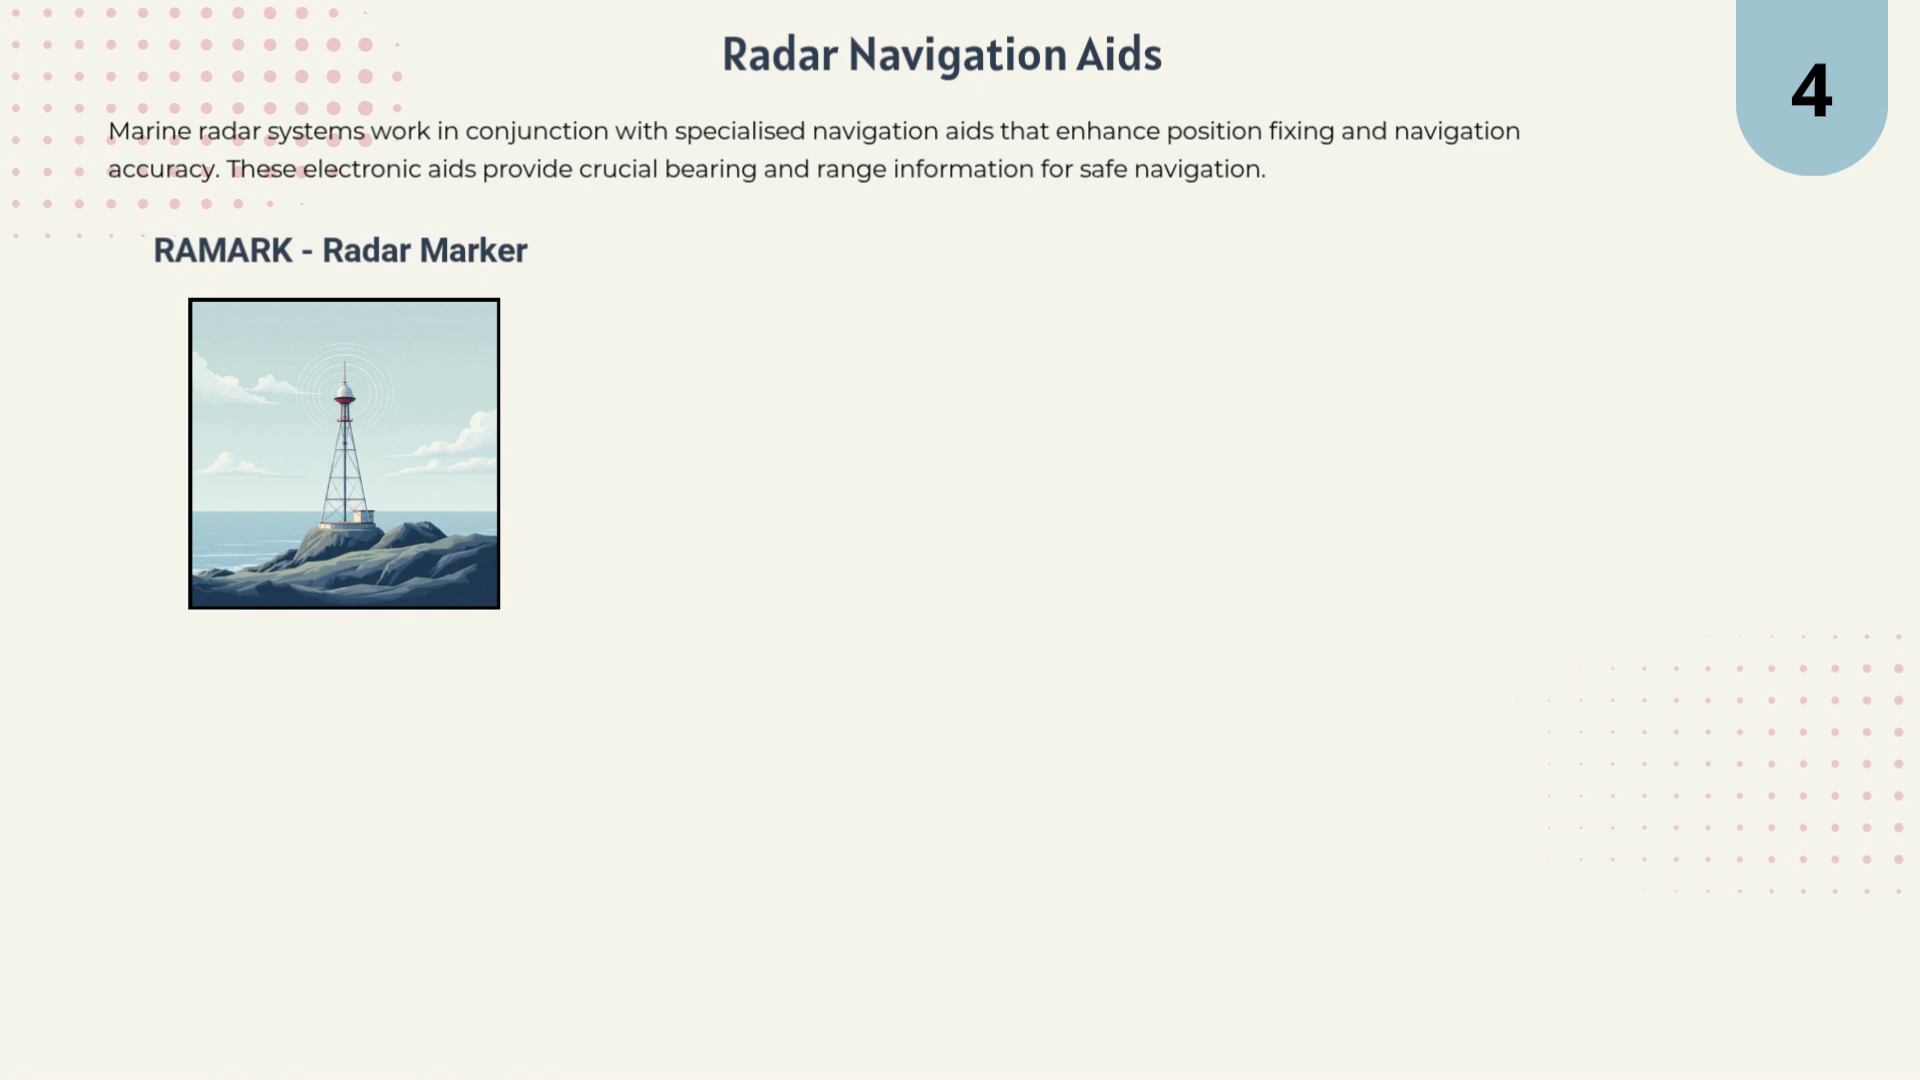 Radar Navigation Aids
4
Marine radar systems work in conjunction with specialised navigation aids that enhance position fixing and navigation
accuracy. These electronic aids provide crucial bearing and range information for safe navigation.
RAMARK - Radar Marker